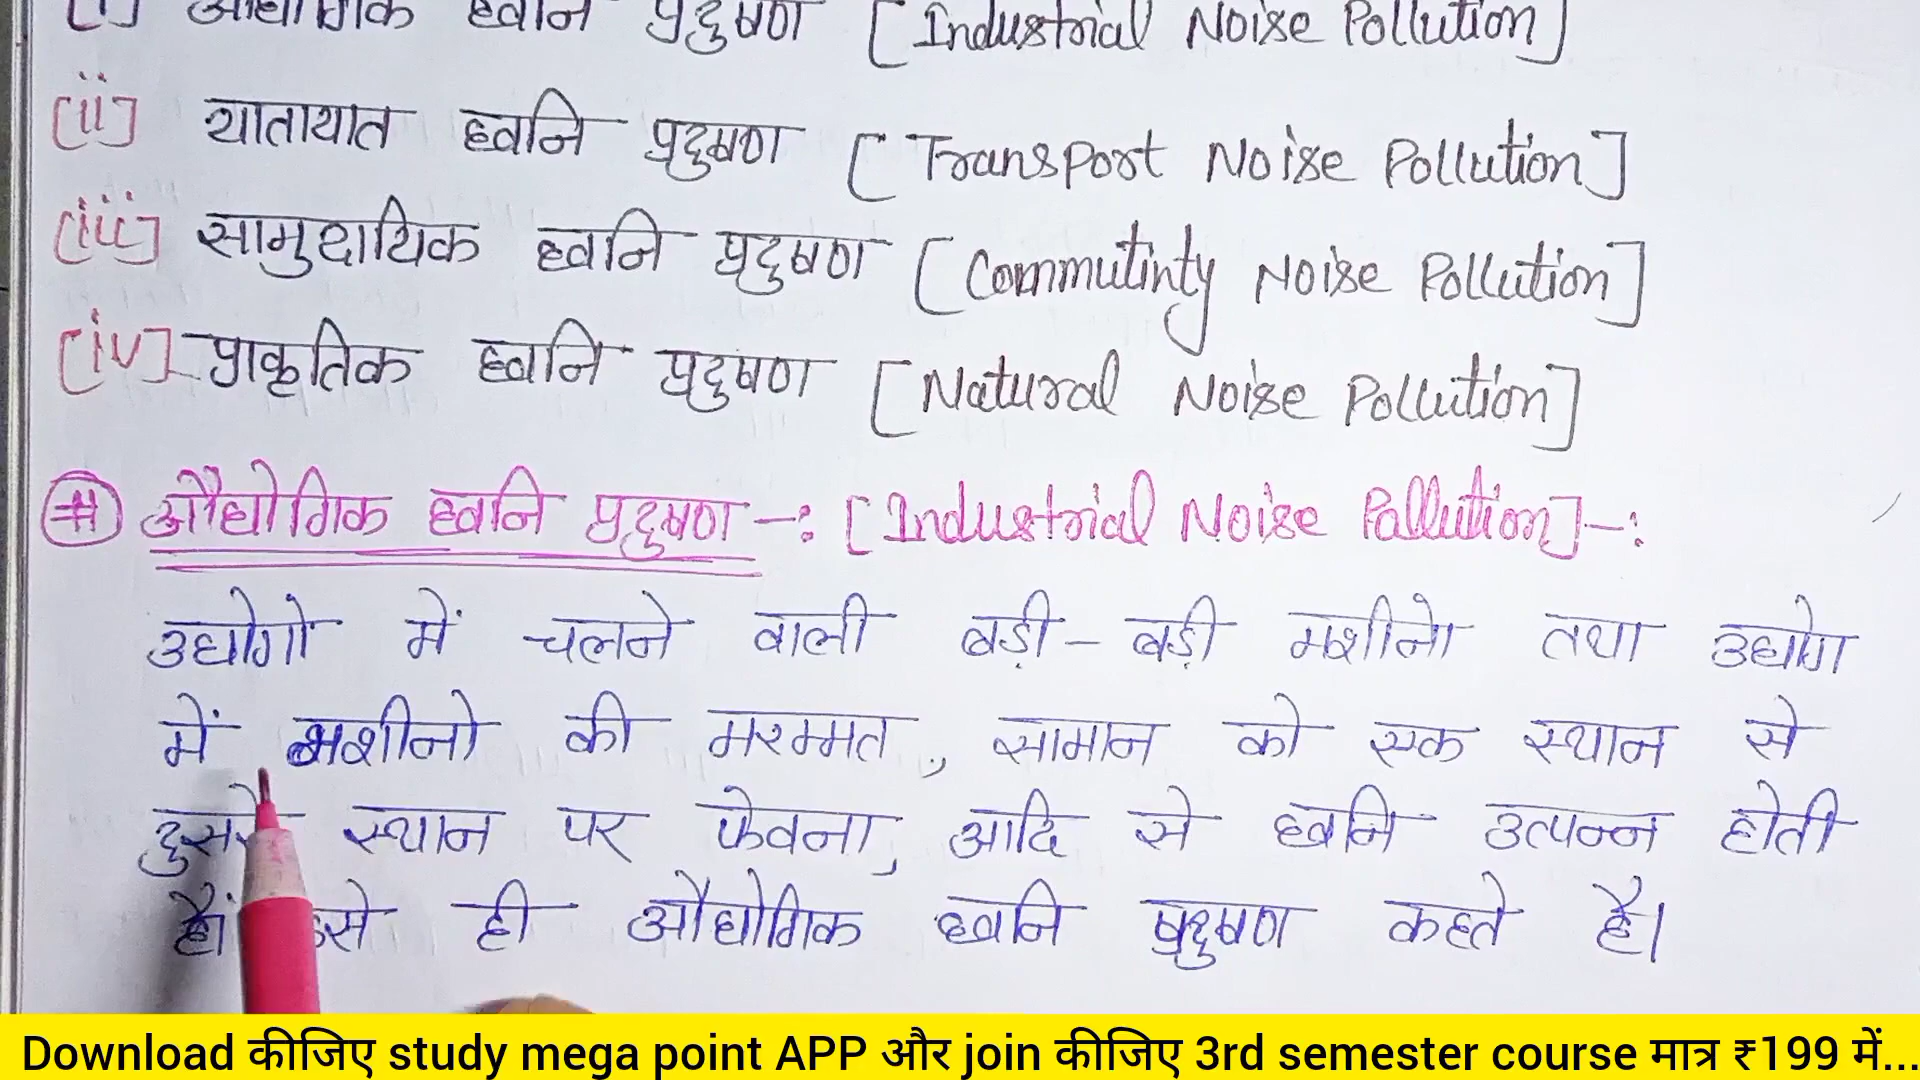 [i] औद्योगिक ध्वनि प्रदुषण [Industrial Noise Pollution]
[ii] यातायात ध्वनि प्रदुषण [Transport Noise Pollution]
[iii] सामुदायिक ध्वनि प्रदुषण [Commutinty Noise Pollution]
[iv] प्राकृतिक ध्वनि प्रदुषण [Natural Noise Pollution]
# औद्योगिक ध्वनि प्रदुषण -: [Industrial Noise Pollution] -:
उद्योगो में चलने वाली बड़ी - बड़ी मशीनो तथा उद्योग
में मशीनो की मरम्मत, सामान को एक स्थान से
दुसरे स्थान पर फेकना, आदि से ध्वनि उत्पन्न होती
है। इसे ही औद्योगिक ध्वनि प्रदुषण कहते है।
Download कीजिए study mega point APP और join कीजिए 3rd semester course मात्र ₹199 में...